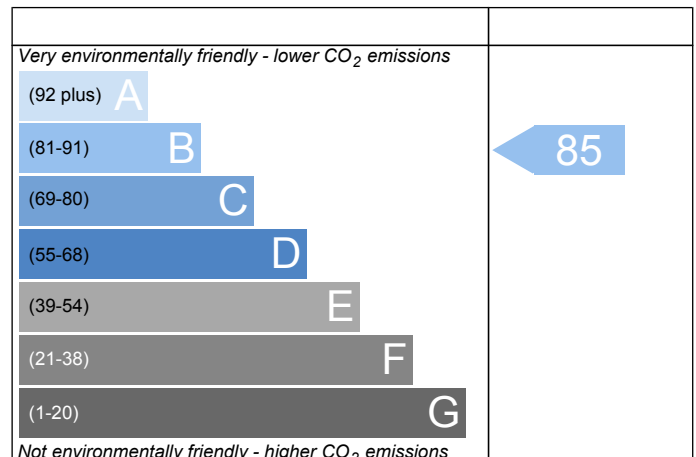 Very environmentally friendly - lower CO2 emissions
(92 plus) A
(81-91) B
85
(69-80) C
(55-68) D
(39-54) E
(21-38) F
(1-20) G
Not environmentally friendly - higher CO2 emissions